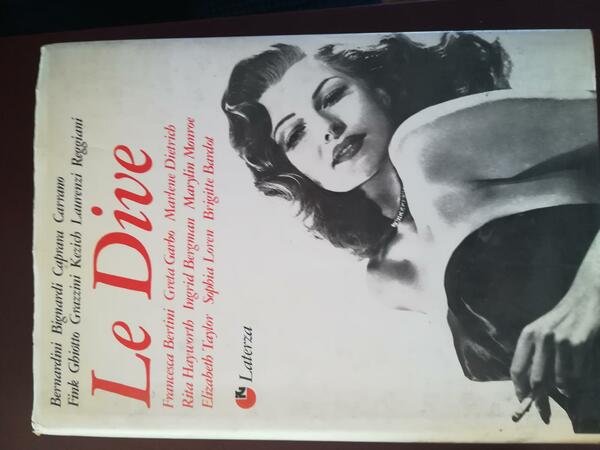 Bernardini Bignardi Caprara Carrano
Fink Ghiotto Grazzini Kezich Laurenzi Reggiani
Le Dive
Francesca Bertini Greta Garbo Marlene Dietrich
Rita Hayworth Ingrid Bergman Marylin Monroe
Elizabeth Taylor Sophia Loren Brigitte Bardot
Laterza